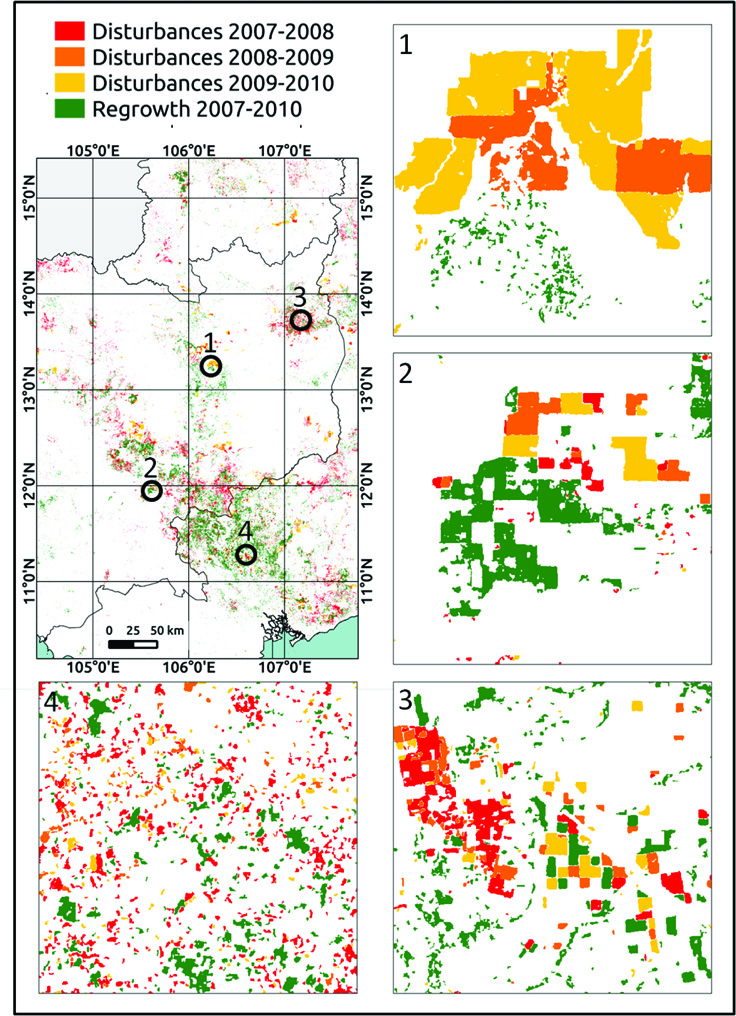 Disturbances 2007-2008
Disturbances 2008-2009
Disturbances 2009-2010
Regrowth 2007-2010
105°0'E 106°0'E 107°0'E
15°0'N 15°0'N
14°0'N 14°0'N
13°0'N 13°0'N
12°0'N 12°0'N
11°0'N 11°0'N
3
1
2
4
0 25 50 km
105°0'E 106°0'E 107°0'E
1
2
4
3